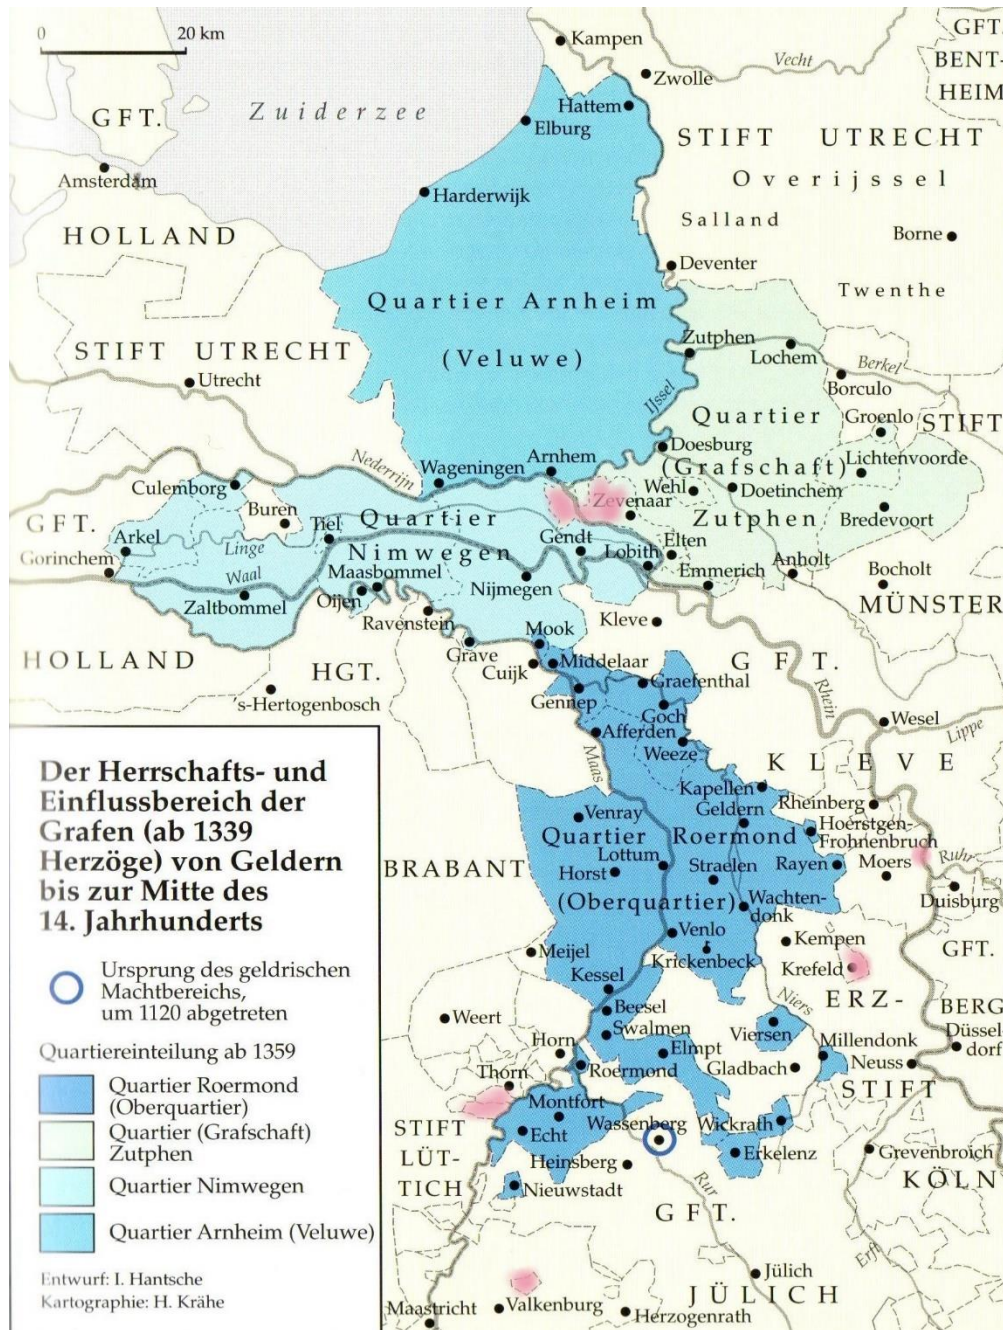 0 20 km
Kampen
Vecht
GFT.
BENT-
HEIM
Zwolle
Zuiderzee
Hattem
GFT.
Elburg
STIFT UTRECHT
Amsterdam
Overijssel
Harderwijk
Salland
HOLLAND
Borne
Deventer
Quartier Arnheim
Twenthe
(Veluwe)
Zutphen
STIFT UTRECHT
Lochem
Berkel
Utrecht
Borculo
IJssel
Quartier
Groenlo
STIFT
Doesburg
Nederrijn
Wageningen
Arnhem
(Grafschaft)
Lichtenvoorde
Culemborg
Wehl
Doetinchem
Zevenaar
Buren
Quartier
Zutphen
Bredevoort
GFT.
Tiel
Arkel
Linge
Gendt
Elten
Nimwegen
Lobith
Anholt
Gorinchem
Waal
Maasbommel
Nijmegen
Emmerich
Bocholt
Zaltbommel
Oijen
MÜNSTER
Ravenstein
Kleve
Mook
HOLLAND
Grave
GFT.
HGT.
Cuijk
Middelaar
Graefenthal
Rhein
's-Hertogenbosch
Gennep
Goch
Wesel
Afferden
Lippe
Weeze
Maas
KLEVE
Kapellen
Rheinberg
Geldern
Venray
Hoerstgen-
Frohnenbruch
Quartier Roermond
Lottum
Moers
Ruhr
BRABANT
Horst
Straelen
Rayen
Duisburg
(Oberquartier)
Wachten-
donk
Venlo
Kempen
GFT.
Meijel
Krickenbeck
Krefeld
Kessel
ERZ-
Beesel
Niers
BERG
Weert
Swalmen
Viersen
Millendonk
Düssel-
dorf
Horn
Elmpt
Neuss
Thorn
Roermond
Gladbach
STIFT
Montfort
Wassenberg
Wickrath
STIFT
LÜT-
TICH
Echt
Erkelenz
Grevenbroich
Heinsberg
KÖLN
Nieuwstadt
Rur
GFT.
Erft
Jülich
JÜLICH
Maastricht
Valkenburg
Herzogenrath
Der Herrschafts- und
Einflussbereich der
Grafen (ab 1339
Herzöge) von Geldern
bis zur Mitte des
14. Jahrhunderts
Ursprung des geldrischen
Machtbereichs,
um 1120 abgetreten
Quartiereinteilung ab 1359
Quartier Roermond
(Oberquartier)
Quartier (Grafschaft)
Zutphen
Quartier Nimwegen
Quartier Arnheim (Veluwe)
Entwurf: I. Hantsche
Kartographie: H. Krähe